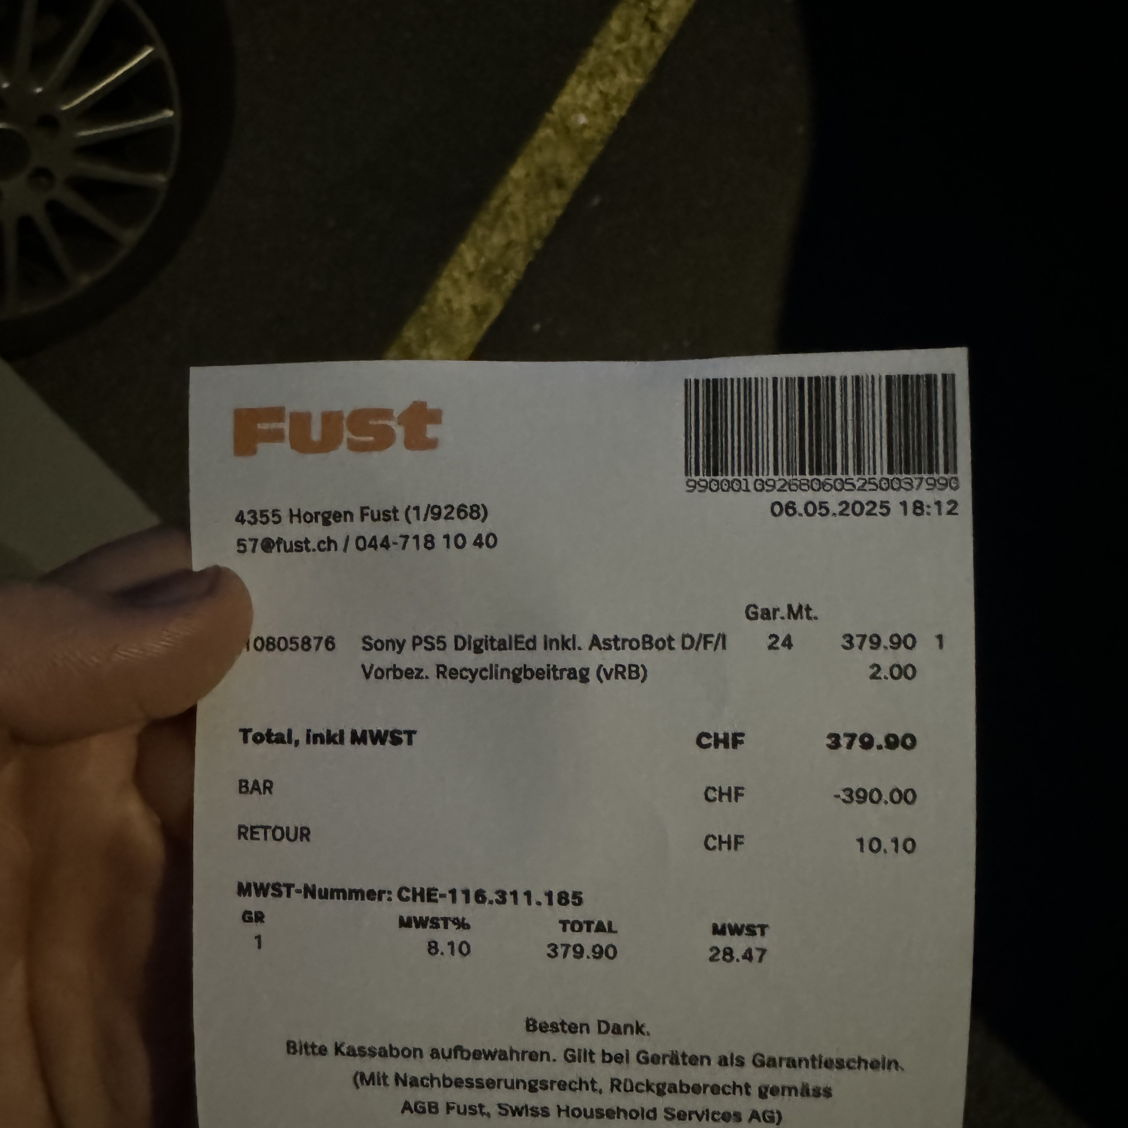 Fust
990001092680605250037990
06.05.2025 18:12
4355 Horgen Fust (1/9268)
57@fust.ch / 044-718 10 40
Gar.Mt.
10805876 Sony PS5 DigitalEd inkl. AstroBot D/F/I 24 379.90 1
Vorbez. Recyclingbeitrag (vRB) 2.00
Total, inkl MWST CHF 379.90
BAR CHF -390.00
RETOUR CHF 10.10
MWST-Nummer: CHE-116.311.185
GR MWST% TOTAL MWST
1 8.10 379.90 28.47
Besten Dank.
Bitte Kassabon aufbewahren. Gilt bei Geräten als Garantieschein.
(Mit Nachbesserungsrecht, Rückgaberecht gemäss
AGB Fust, Swiss Household Services AG)